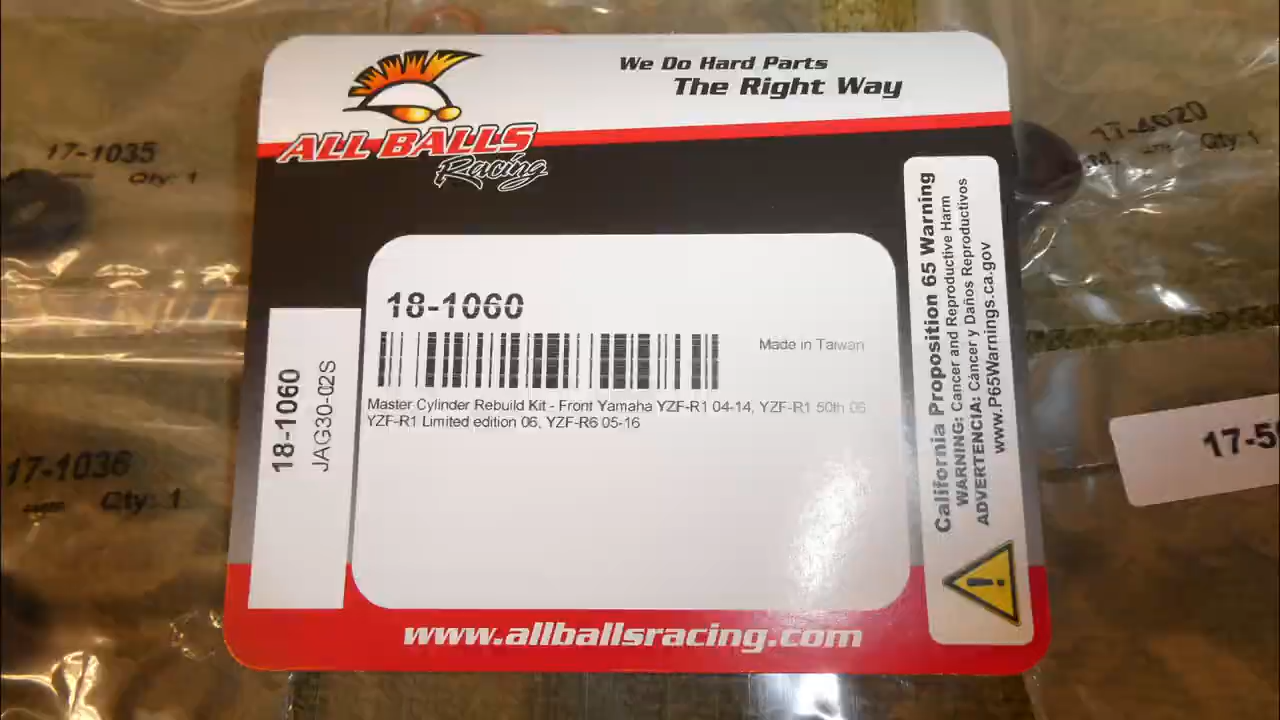 We Do Hard Parts
The Right Way
ALL BALLS
Racing
17-1035
Qty: 1
17-4020
Qty: 1
18-1060
Made in Taiwan
Master Cylinder Rebuild Kit - Front Yamaha YZF-R1 04-14, YZF-R1 50th 06
YZF-R1 Limited edition 06, YZF-R6 05-16
18-1060
JAG30-02S
California Proposition 65 Warning
WARNING: Cancer and Reproductive Harm
ADVERTENCIA: Cáncer y Daños Reproductivos
www.P65Warnings.ca.gov
17-1036
Qty: 1
17-5
www.allballsracing.com